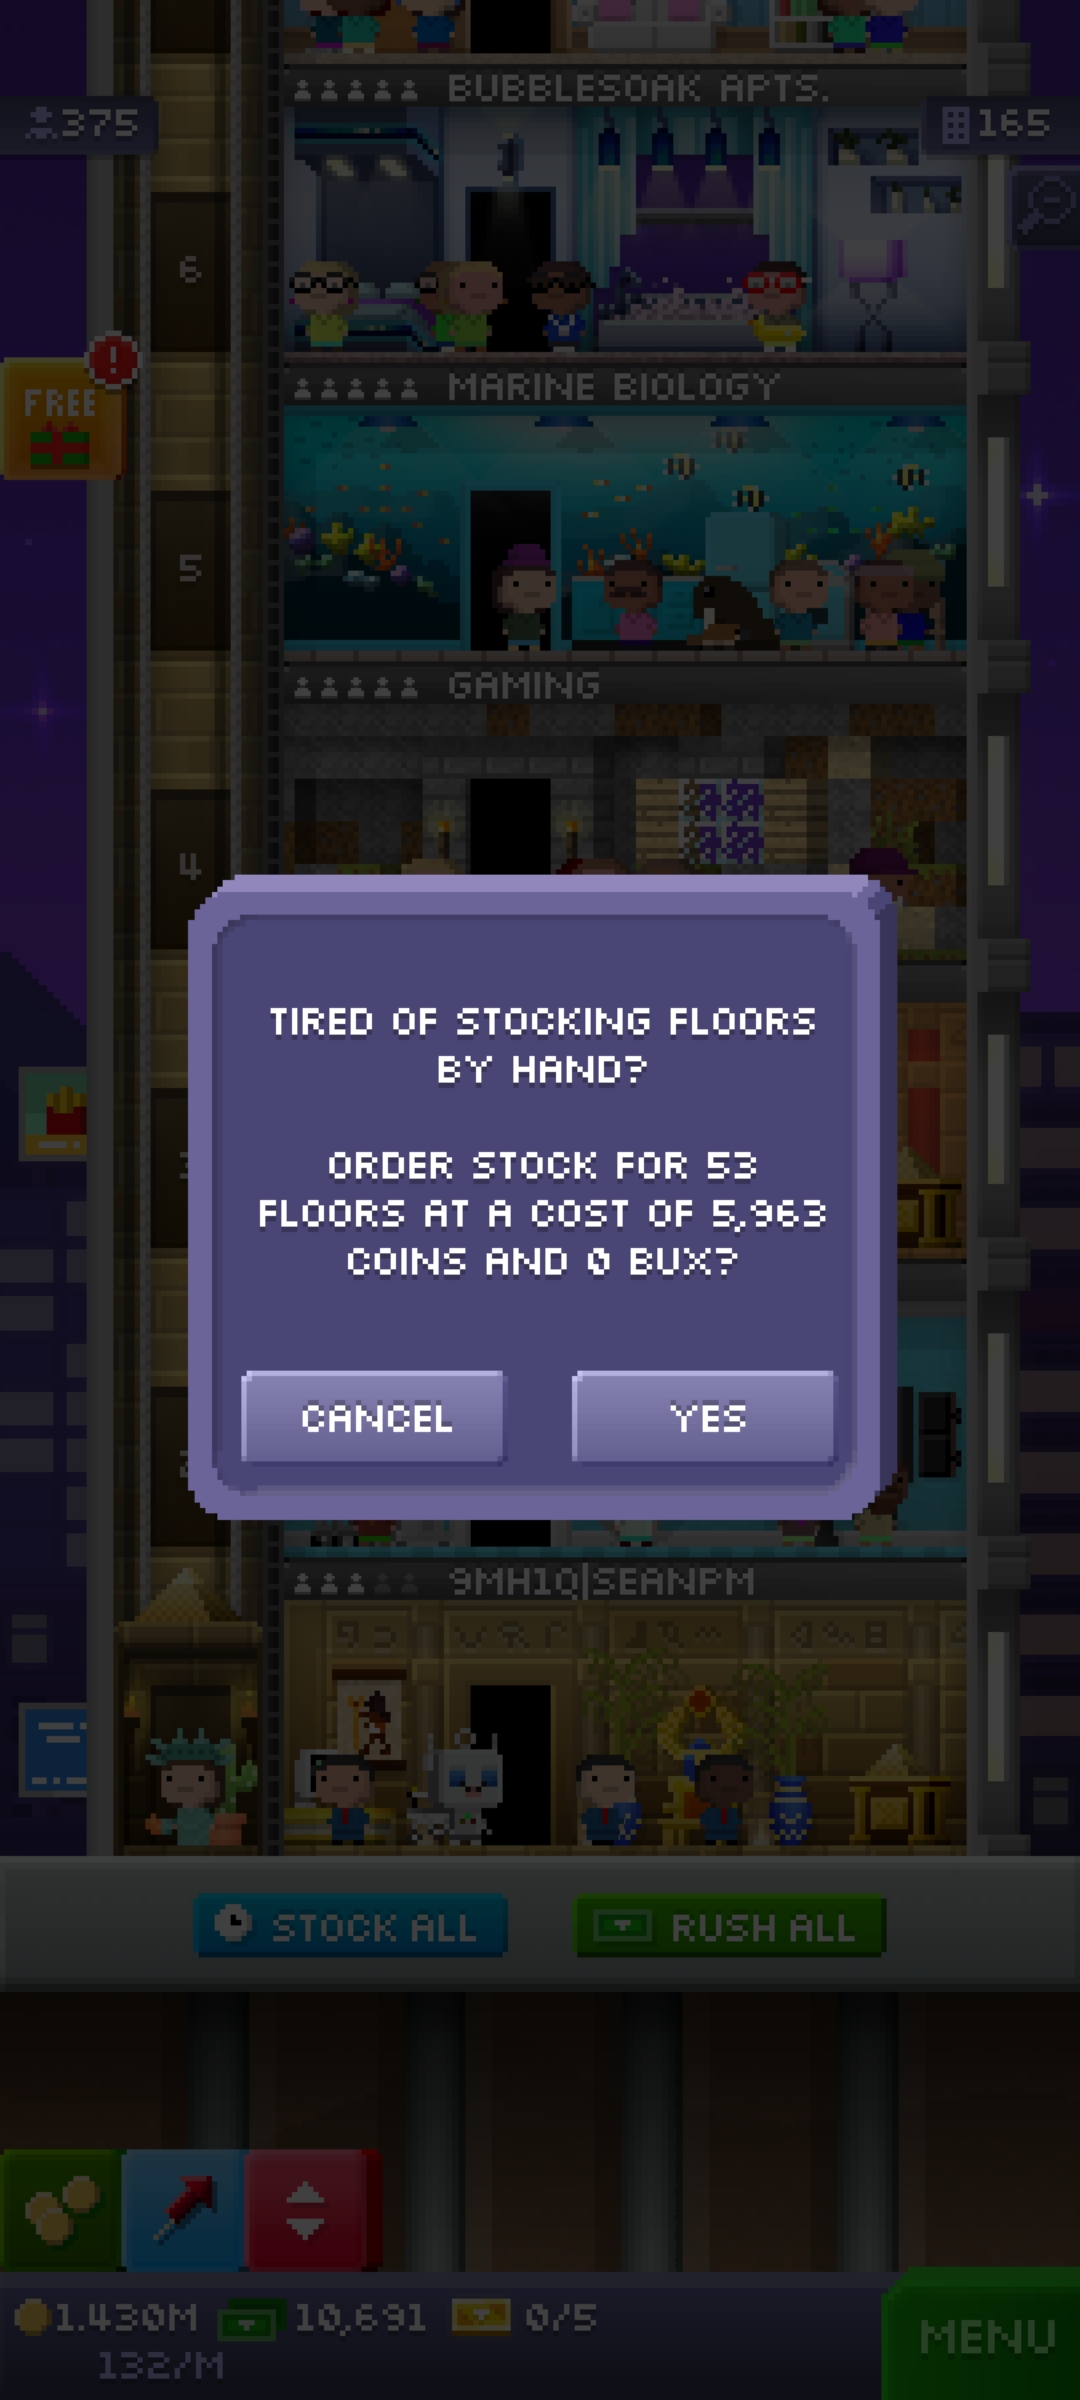 BUBBLESOAK APTS.
375
165
6
FREE
MARINE BIOLOGY
5
GAMING
4
TIRED OF STOCKING FLOORS
BY HAND?
ORDER STOCK FOR 53
FLOORS AT A COST OF 5,963
COINS AND 0 BUX?
CANCEL
YES
9MH1Q|SEANPM
STOCK ALL
RUSH ALL
1.430M
10,691
0/5
MENU
132/M